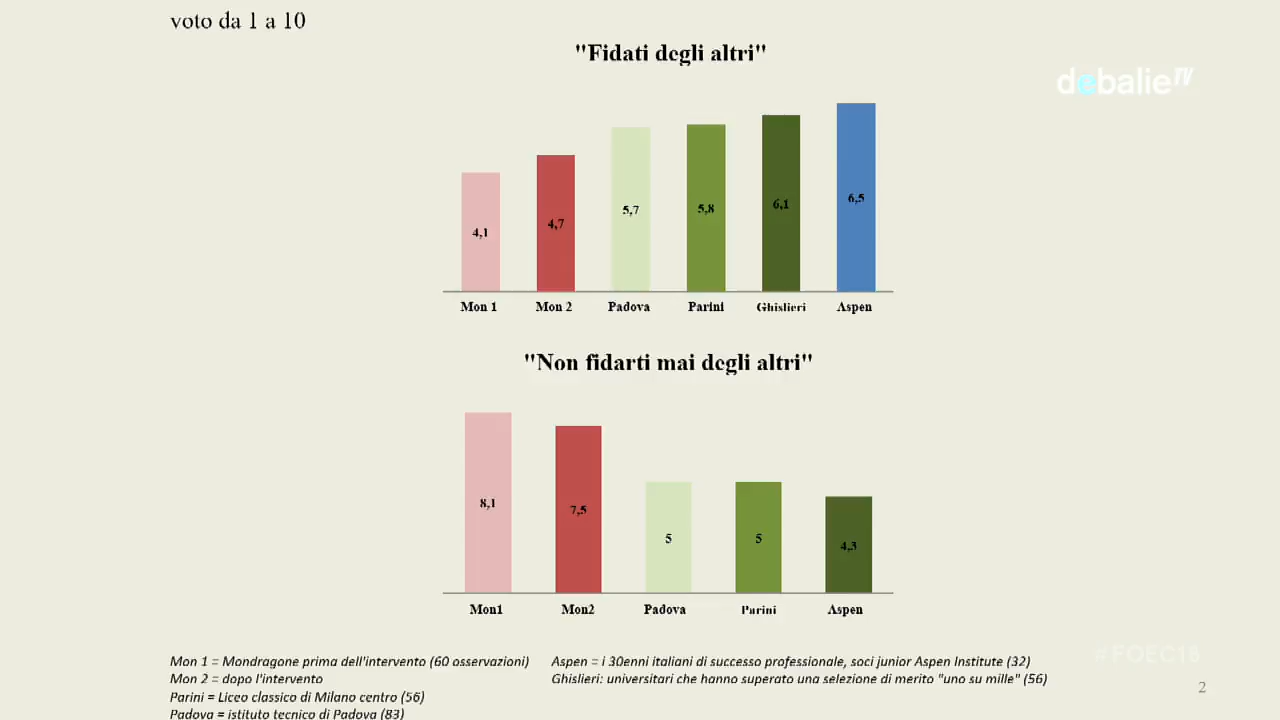 voto da 1 a 10
"Fidati degli altri"
debalie TV
4,1
4,7
5,7
5,8
6,1
6,5
Mon 1
Mon 2
Padova
Parini
Ghislieri
Aspen
"Non fidarti mai degli altri"
8,1
7,5
5
5
4,3
Mon1
Mon2
Padova
Parini
Aspen
Mon 1 = Mondragone prima dell'intervento (60 osservazioni)
Mon 2 = dopo l'intervento
Parini = Liceo classico di Milano centro (56)
Padova = istituto tecnico di Padova (83)
Aspen = i 30enni italiani di successo professionale, soci junior Aspen Institute (32)
Ghislieri: universitari che hanno superato una selezione di merito "uno su mille" (56)
2